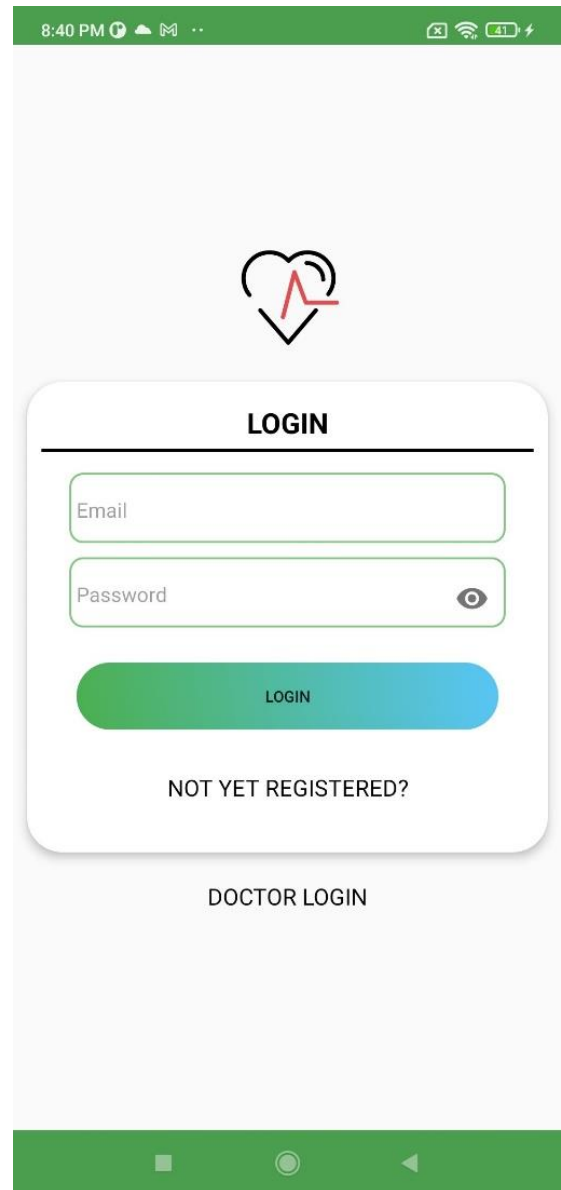 8:40 PM
41
LOGIN
Email
Password
LOGIN
NOT YET REGISTERED?
DOCTOR LOGIN